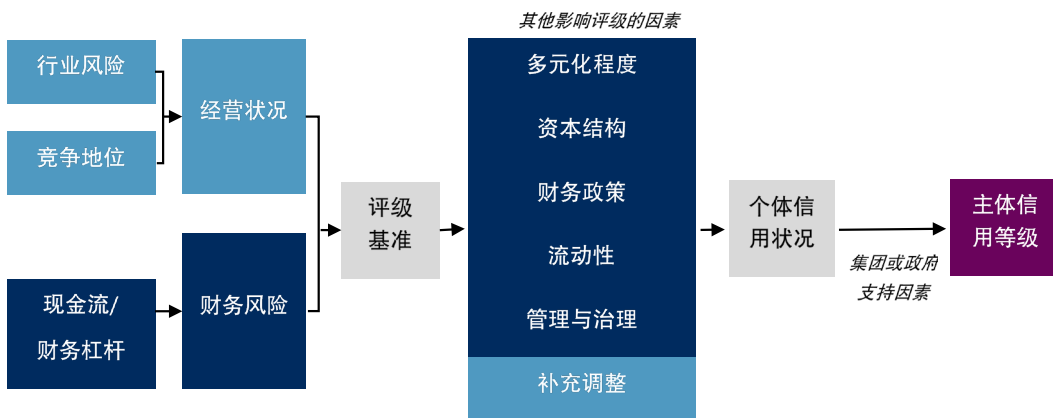 其他影响评级的因素
行业风险
竞争地位
经营状况
现金流/
财务杠杆
财务风险
评级
基准
多元化程度
资本结构
财务政策
流动性
管理与治理
补充调整
个体信
用状况
集团或政府
支持因素
主体信
用等级